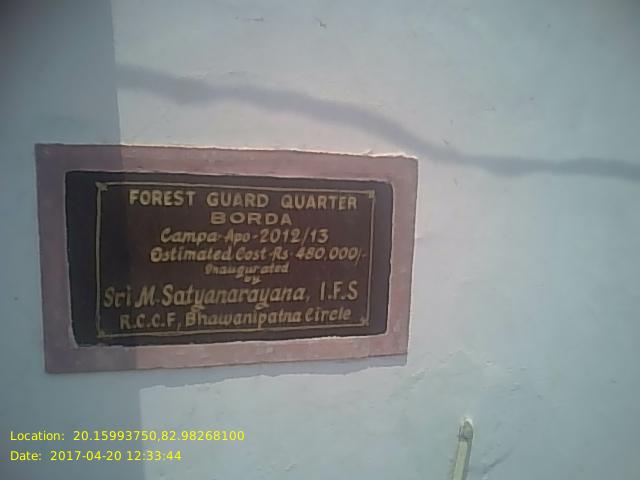 FOREST GUARD QUARTER
BORDA
Campa-Apo-2012/13
Ostimated Cost-Rs-480,000/-
Inaugurated
by
Sri M. Satyanarayana, I.F.S
R.C.C.F, Bhawanipatna Circle
Location: 20.15993750,82.98268100
Date: 2017-04-20 12:33:44